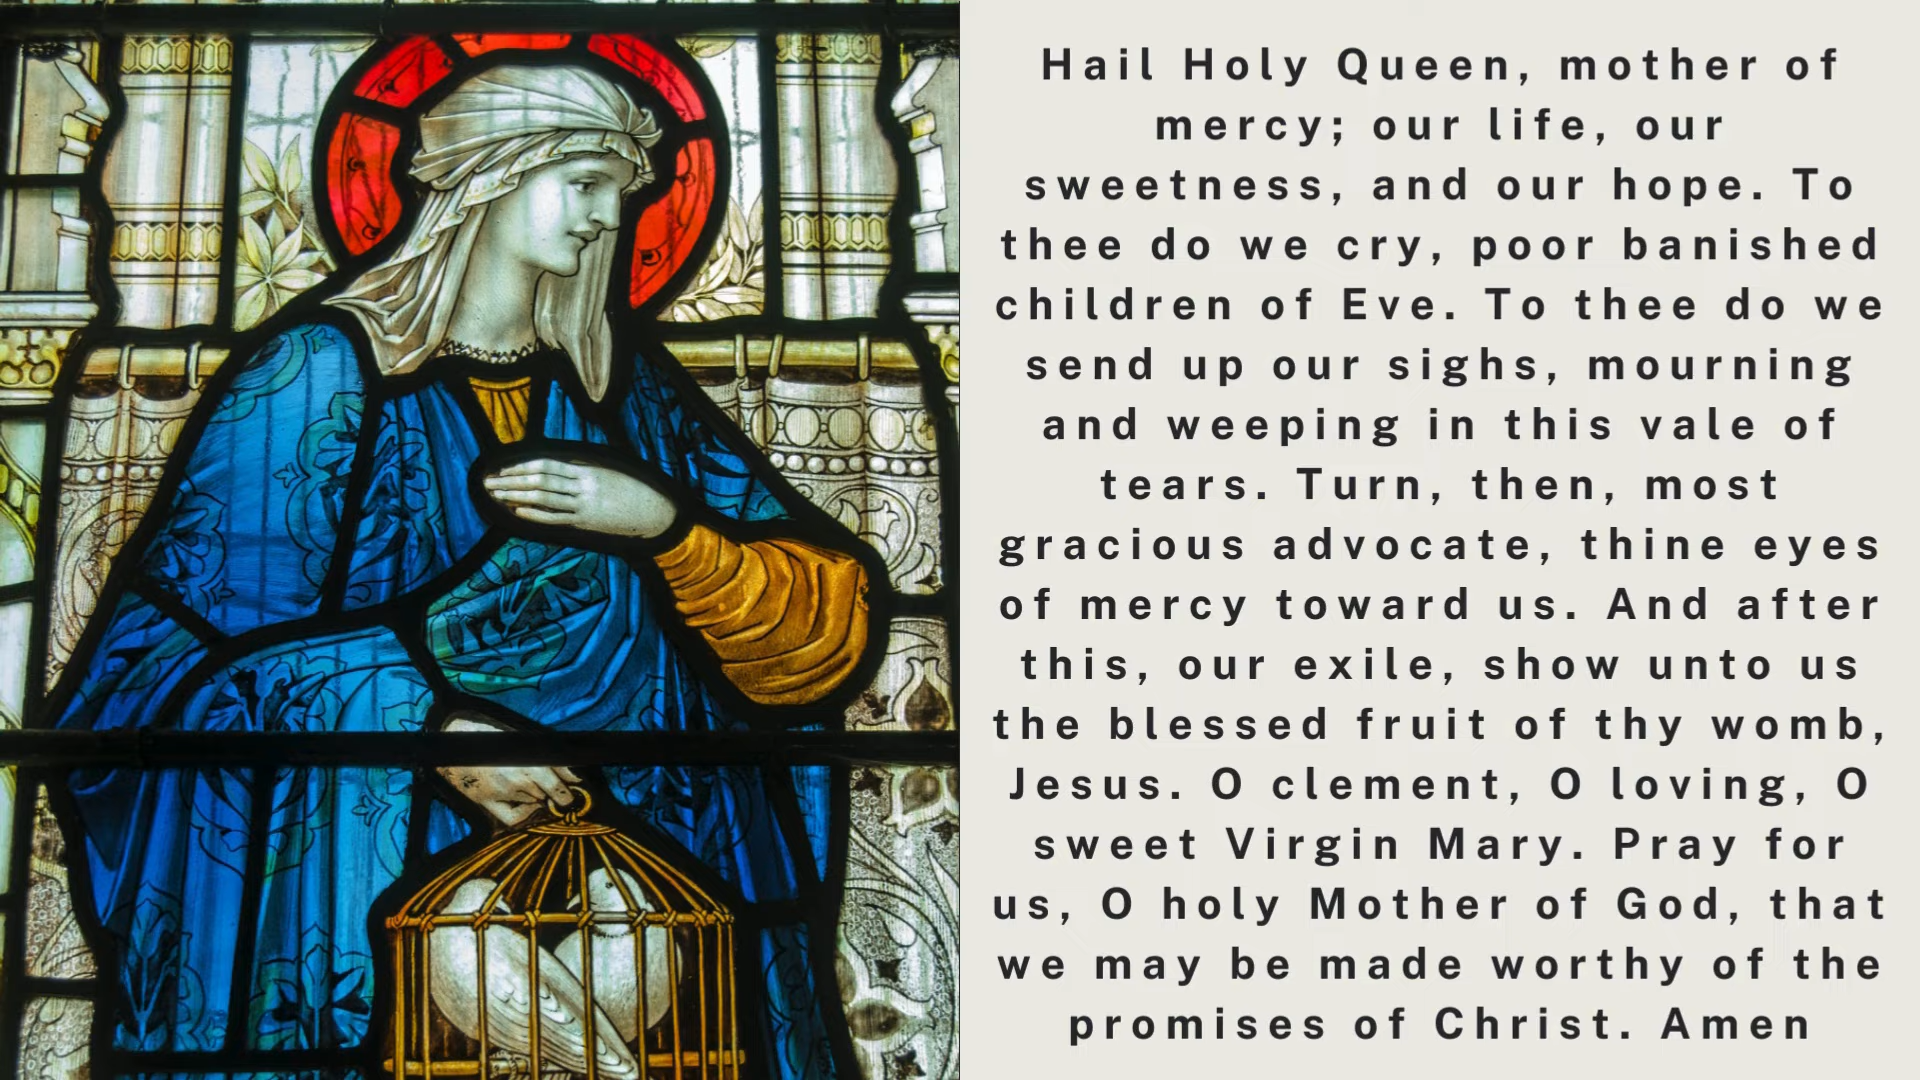 Hail Holy Queen, mother of
mercy; our life, our
sweetness, and our hope. To
thee do we cry, poor banished
children of Eve. To thee do we
send up our sighs, mourning
and weeping in this vale of
tears. Turn, then, most
gracious advocate, thine eyes
of mercy toward us. And after
this, our exile, show unto us
the blessed fruit of thy womb,
Jesus. O clement, O loving, O
sweet Virgin Mary. Pray for
us, O holy Mother of God, that
we may be made worthy of the
promises of Christ. Amen